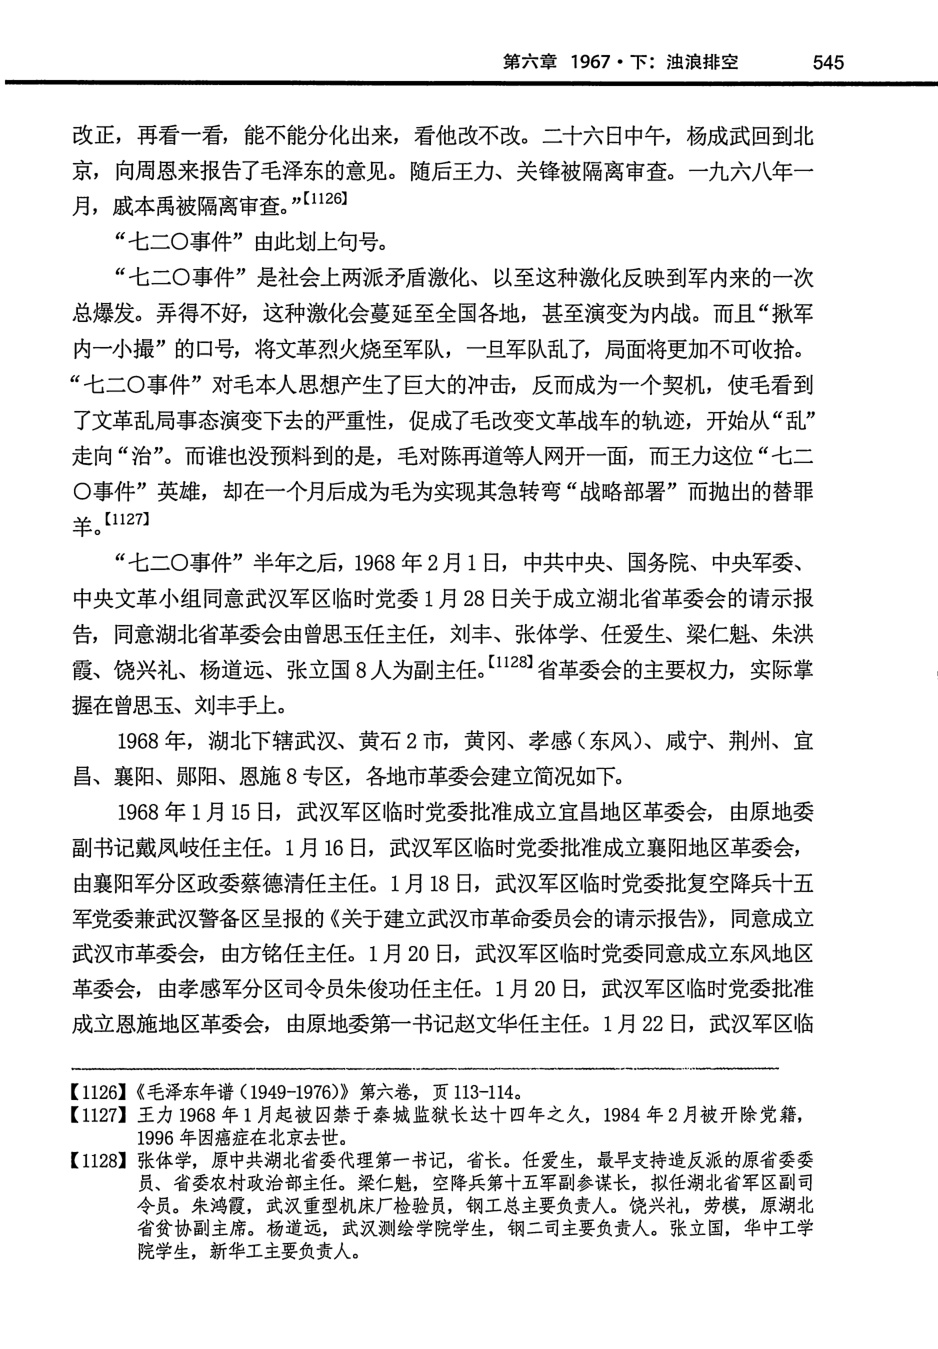 第六章 1967·下：浊浪排空 545
改正，再看一看，能不能分化出来，看他改不改。二十六日中午，杨成武回到北
京，向周恩来报告了毛泽东的意见。随后王力、关锋被隔离审查。一九六八年一
月，戚本禹被隔离审查。”【1126】
“七二〇事件”由此划上句号。
“七二〇事件”是社会上两派矛盾激化、以至这种激化反映到军内来的一次
总爆发。弄得不好，这种激化会蔓延至全国各地，甚至演变为内战。而且“揪军
内一小撮”的口号，将文革烈火烧至军队，一旦军队乱了，局面将更加不可收拾。
“七二〇事件”对毛本人思想产生了巨大的冲击，反而成为一个契机，使毛看到
了文革乱局事态演变下去的严重性，促成了毛改变文革战车的轨迹，开始从“乱”
走向“治”。而谁也没预料到的是，毛对陈再道等人网开一面，而王力这位“七二
〇事件”英雄，却在一个月后成为毛为实现其急转弯“战略部署”而抛出的替罪
羊。【1127】
“七二〇事件”半年之后，1968 年 2 月 1 日，中共中央、国务院、中央军委、
中央文革小组同意武汉军区临时党委 1 月 28 日关于成立湖北省革委会的请示报
告，同意湖北省革委会由曾思玉任主任，刘丰、张体学、任爱生、梁仁魁、朱洪
霞、饶兴礼、杨道远、张立国 8 人为副主任。【1128】省革委会的主要权力，实际掌
握在曾思玉、刘丰手上。
1968 年，湖北下辖武汉、黄石 2 市，黄冈、孝感（东风）、咸宁、荆州、宜
昌、襄阳、郧阳、恩施 8 专区，各地市革委会建立简况如下。
1968 年 1 月 15 日，武汉军区临时党委批准成立宜昌地区革委会，由原地委
副书记戴凤岐任主任。1 月 16 日，武汉军区临时党委批准成立襄阳地区革委会，
由襄阳军分区政委蔡德清任主任。1 月 18 日，武汉军区临时党委批复空降兵十五
军党委兼武汉警备区呈报的《关于建立武汉市革命委员会的请示报告》，同意成立
武汉市革委会，由方铭任主任。1 月 20 日，武汉军区临时党委同意成立东风地区
革委会，由孝感军分区司令员朱俊功任主任。1 月 20 日，武汉军区临时党委批准
成立恩施地区革委会，由原地委第一书记赵文华任主任。1 月 22 日，武汉军区临
【1126】《毛泽东年谱（1949-1976）》第六卷，页 113-114。
【1127】王力 1968 年 1 月起被囚禁于秦城监狱长达十四年之久，1984 年 2 月被开除党籍，
1996 年因癌症在北京去世。
【1128】张体学，原中共湖北省委代理第一书记，省长。任爱生，最早支持造反派的原省委委
员、省委农村政治部主任。梁仁魁，空降兵第十五军副参谋长，拟任湖北省军区副司
令员。朱鸿霞，武汉重型机床厂检验员，钢工总主要负责人。饶兴礼，劳模，原湖北
省贫协副主席。杨道远，武汉测绘学院学生，钢二司主要负责人。张立国，华中工学
院学生，新华工主要负责人。